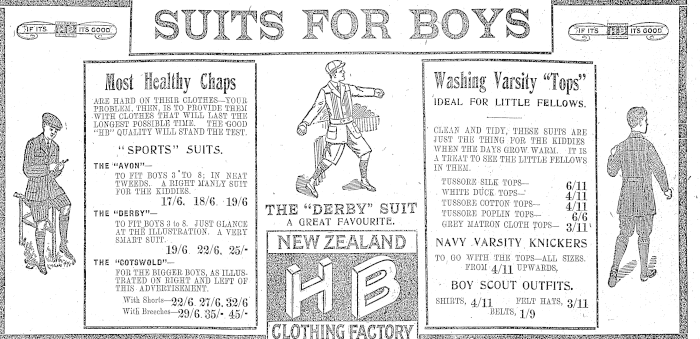 SUITS FOR BOYS
IF IT'S HB IT'S GOOD
IF IT'S HB IT'S GOOD
Most Healthy Chaps
ARE HARD ON THEIR CLOTHES—YOUR
PROBLEM, THEN, IS TO PROVIDE THEM
WITH CLOTHES THAT WILL LAST THE
LONGEST POSSIBLE TIME. THE GOOD
"HB" QUALITY WILL STAND THE TEST.
"SPORTS" SUITS.
THE "AVON"—
TO FIT BOYS 3 TO 8; IN NEAT
TWEEDS. A RIGHT MANLY SUIT
FOR THE KIDDIES.
17/6. 18/6. 19/6
THE "DERBY"—
TO FIT BOYS 3 to 8. JUST GLANCE
AT THE ILLUSTRATION. A VERY
SMART SUIT.
19/6 22/6, 25/-
THE "COTSWOLD"—
FOR THE BIGGER BOYS, AS ILLUS-
TRATED ON RIGHT AND LEFT OF
THIS ADVERTISEMENT.
With Shorts—22/6. 27/6, 32/6
With Breeches—29/6. 35/- 45/-
THE "DERBY" SUIT
A GREAT FAVOURITE.
NEW ZEALAND
HB
CLOTHING FACTORY
Washing Varsity "Tops"
IDEAL FOR LITTLE FELLOWS.
CLEAN AND TIDY, THESE SUITS ARE
JUST THE THING FOR THE KIDDIES
WHEN THE DAYS GROW WARM. IT IS
A TREAT TO SEE THE LITTLE FELLOWS
IN THEM.
TUSSORE SILK TOPS— 6/11
WHITE DUCK TOPS— 4/11
TUSSORE COTTON TOPS— 4/11
TUSSORE POPLIN TOPS— 6/6
GREY MATRON CLOTH TOPS— 3/11
NAVY VARSITY KNICKERS
TO GO WITH THE TOPS—ALL SIZES.
FROM 4/11 UPWARDS,
BOY SCOUT OUTFITS.
SHIRTS, 4/11 FELT HATS, 3/11
BELTS, 1/9